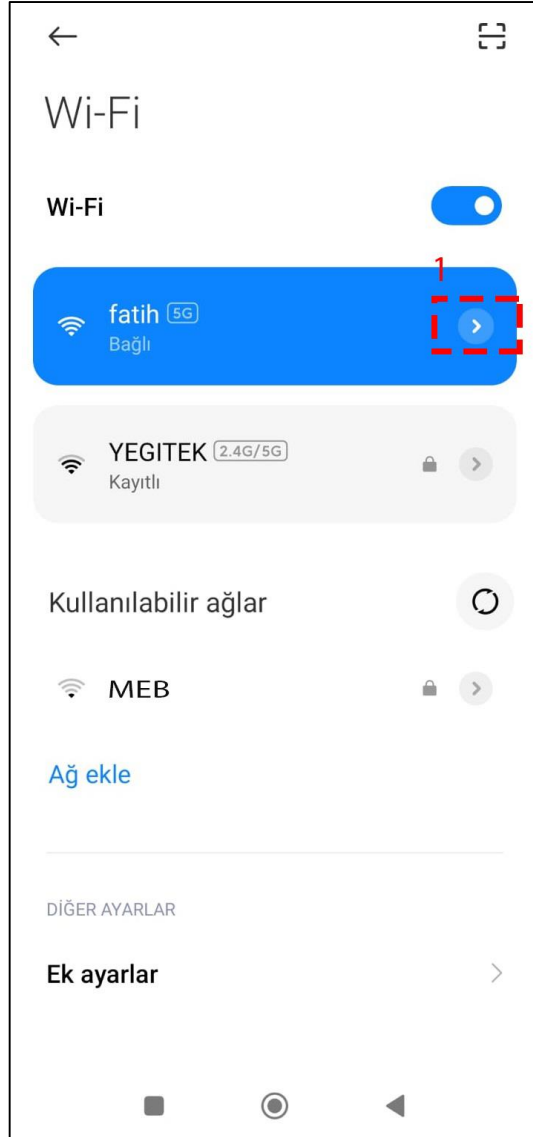 Wi-Fi
Wi-Fi
1
fatih 5G
Bağlı
YEGITEK 2.4G/5G
Kayıtlı
Kullanılabilir ağlar
MEB
Ağ ekle
DİĞER AYARLAR
Ek ayarlar